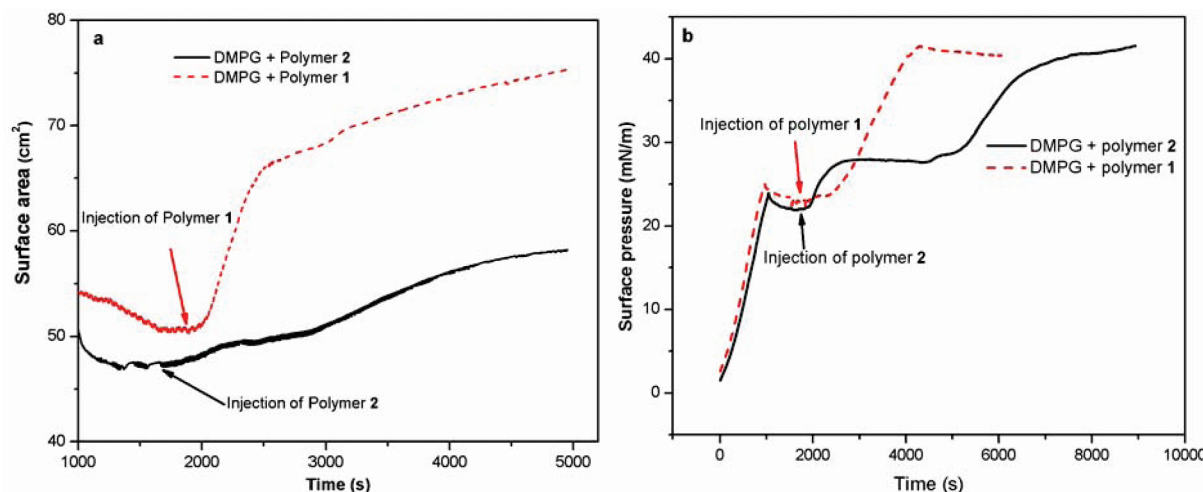 a
DMPG + Polymer 2
DMPG + Polymer 1
Injection of Polymer 1
Injection of Polymer 2
Surface area (cm²)
80
70
60
50
40
1000
2000
3000
4000
5000
Time (s)
b
Injection of polymer 1
DMPG + polymer 2
DMPG + polymer 1
Injection of polymer 2
Surface pressure (mN/m)
40
30
20
10
0
0
2000
4000
6000
8000
10000
Time (s)